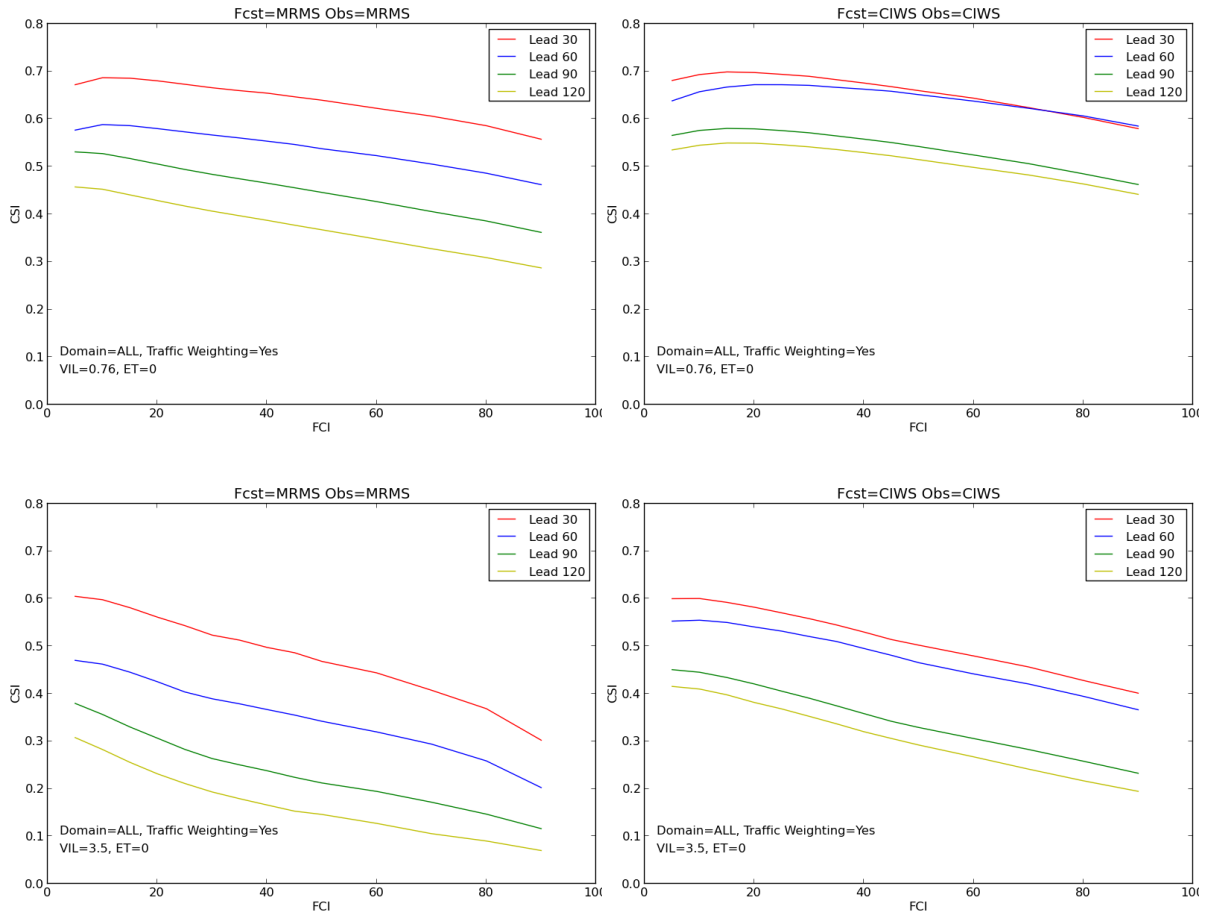 Fcst=MRMS Obs=MRMS
0.8
0.7
0.6
0.5
0.4
0.3
0.2
0.1
0.0
CSI
Lead 30
Lead 60
Lead 90
Lead 120
Domain=ALL, Traffic Weighting=Yes
VIL=0.76, ET=0
0 20 40 60 80 100
FCI
Fcst=CIWS Obs=CIWS
0.8
0.7
0.6
0.5
0.4
0.3
0.2
0.1
0.0
CSI
Lead 30
Lead 60
Lead 90
Lead 120
Domain=ALL, Traffic Weighting=Yes
VIL=0.76, ET=0
0 20 40 60 80 100
FCI
Fcst=MRMS Obs=MRMS
0.8
0.7
0.6
0.5
0.4
0.3
0.2
0.1
0.0
CSI
Lead 30
Lead 60
Lead 90
Lead 120
Domain=ALL, Traffic Weighting=Yes
VIL=3.5, ET=0
0 20 40 60 80 100
FCI
Fcst=CIWS Obs=CIWS
0.8
0.7
0.6
0.5
0.4
0.3
0.2
0.1
0.0
CSI
Lead 30
Lead 60
Lead 90
Lead 120
Domain=ALL, Traffic Weighting=Yes
VIL=3.5, ET=0
0 20 40 60 80 100
FCI